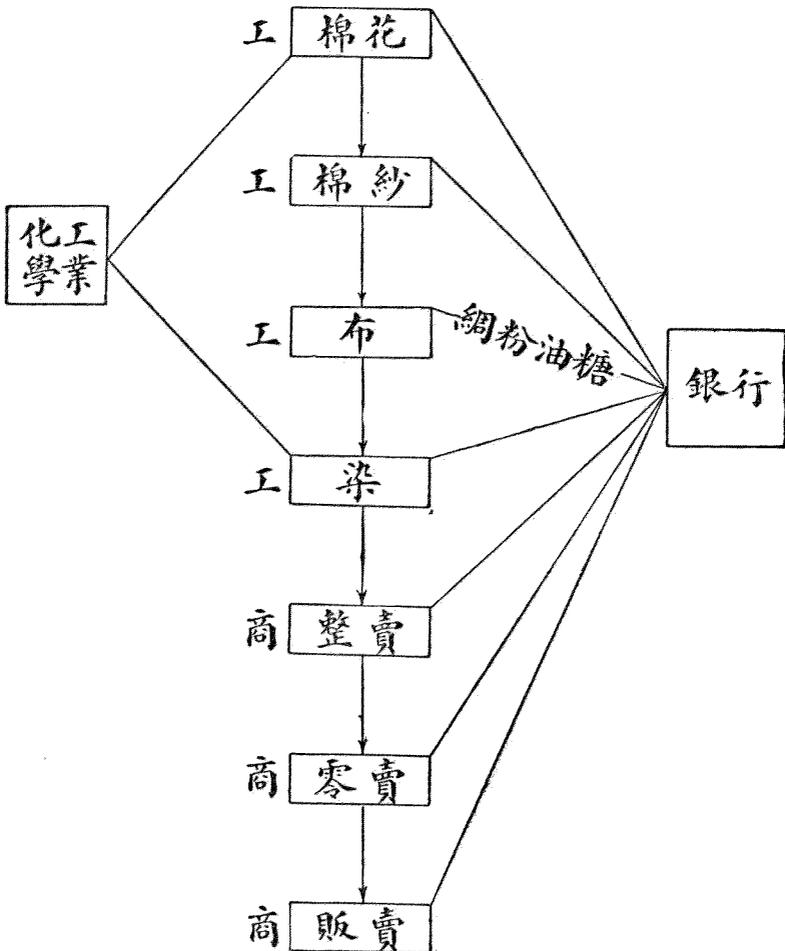 工 棉花
工 棉紗
化工
學業
工 布
綢粉油糖
銀行
工 染
商 整賣
商 零賣
商 販賣